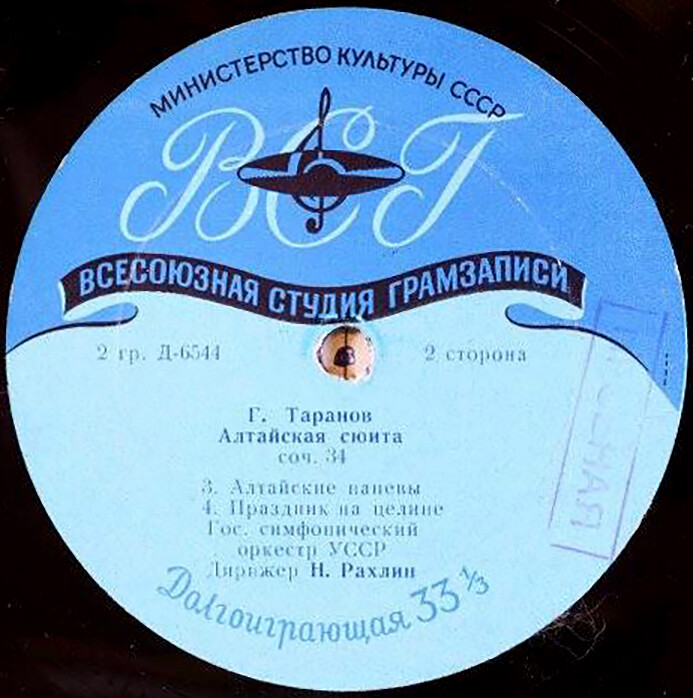 МИНИСТЕРСТВО КУЛЬТУРЫ СССР
ВСГ
ВСЕСОЮЗНАЯ СТУДИЯ ГРАМЗАПИСИ
2 гр. Д-6544
2 сторона
Г. Таранов
Алтайская сюита
соч. 34
3. Алтайские напевы
4. Праздник на целине
Гос. симфонический
оркестр УССР
Дирижер Н. Рахлин
Долгоиграющая 33 1/3